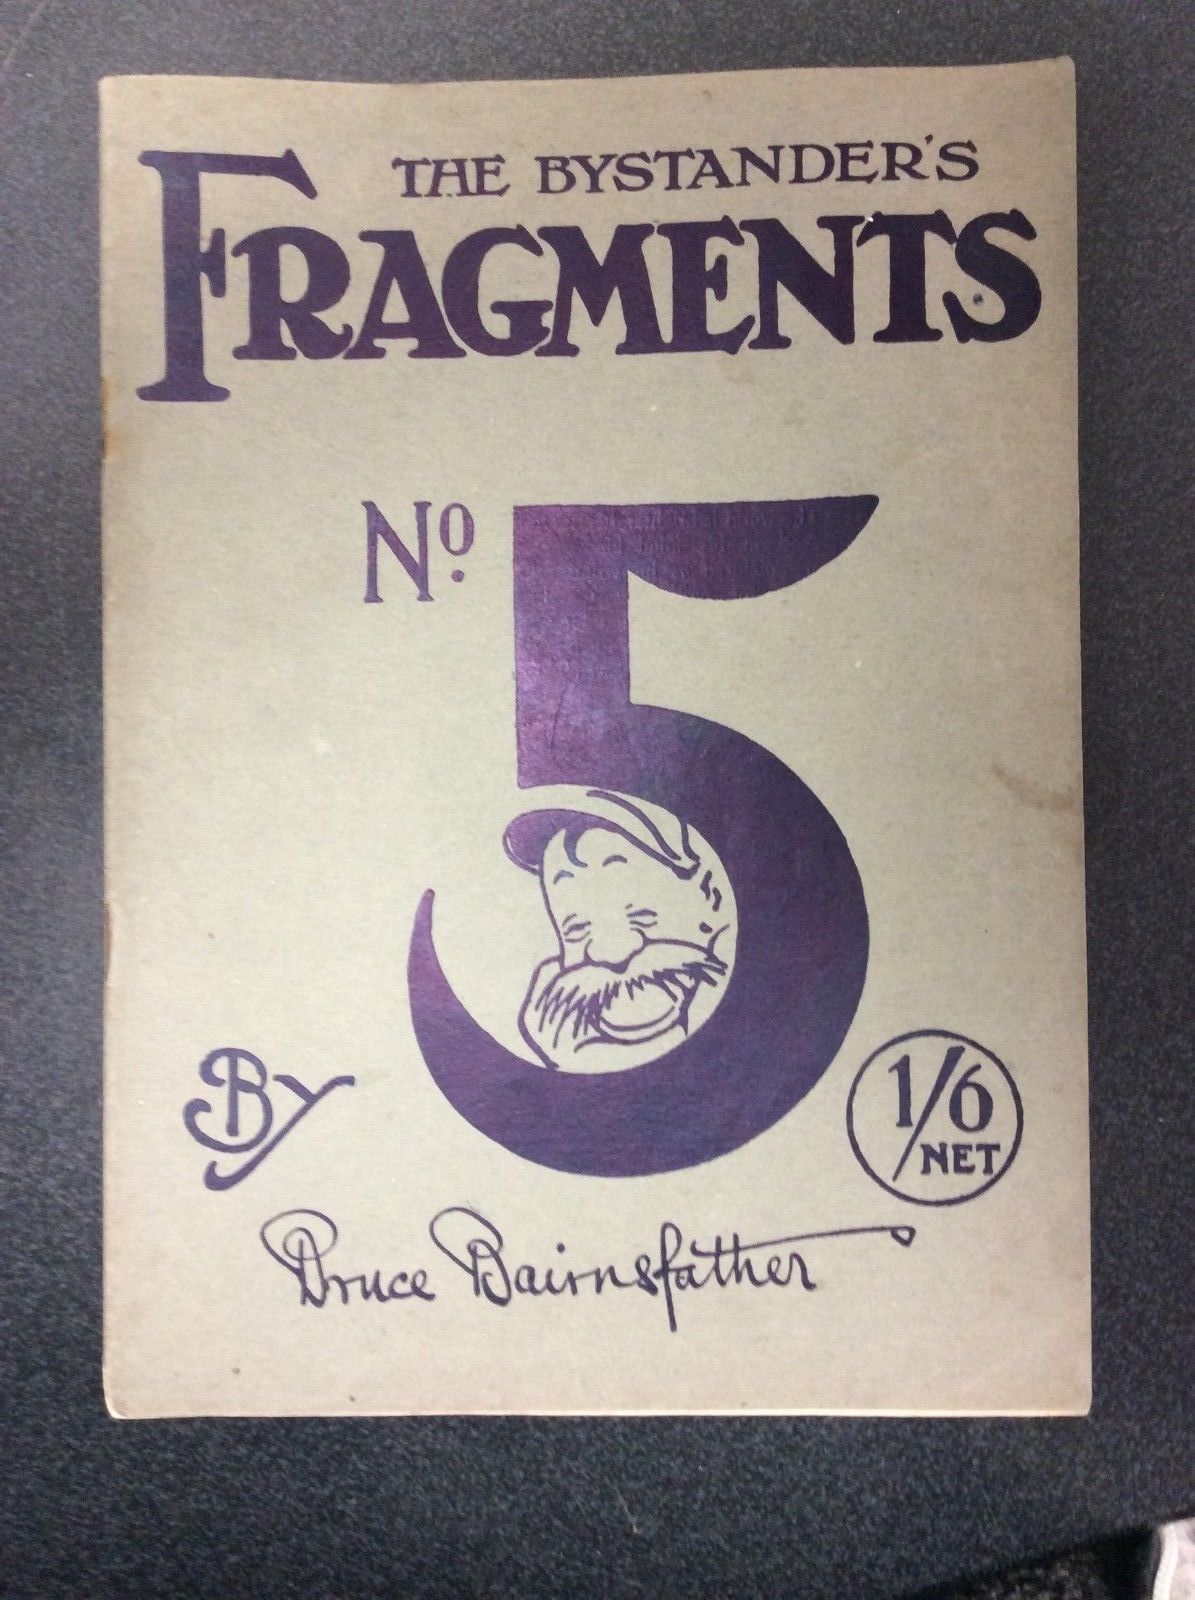 THE BYSTANDER'S
FRAGMENTS
No. 5
By
1/6
NET
Bruce Bairnsfather